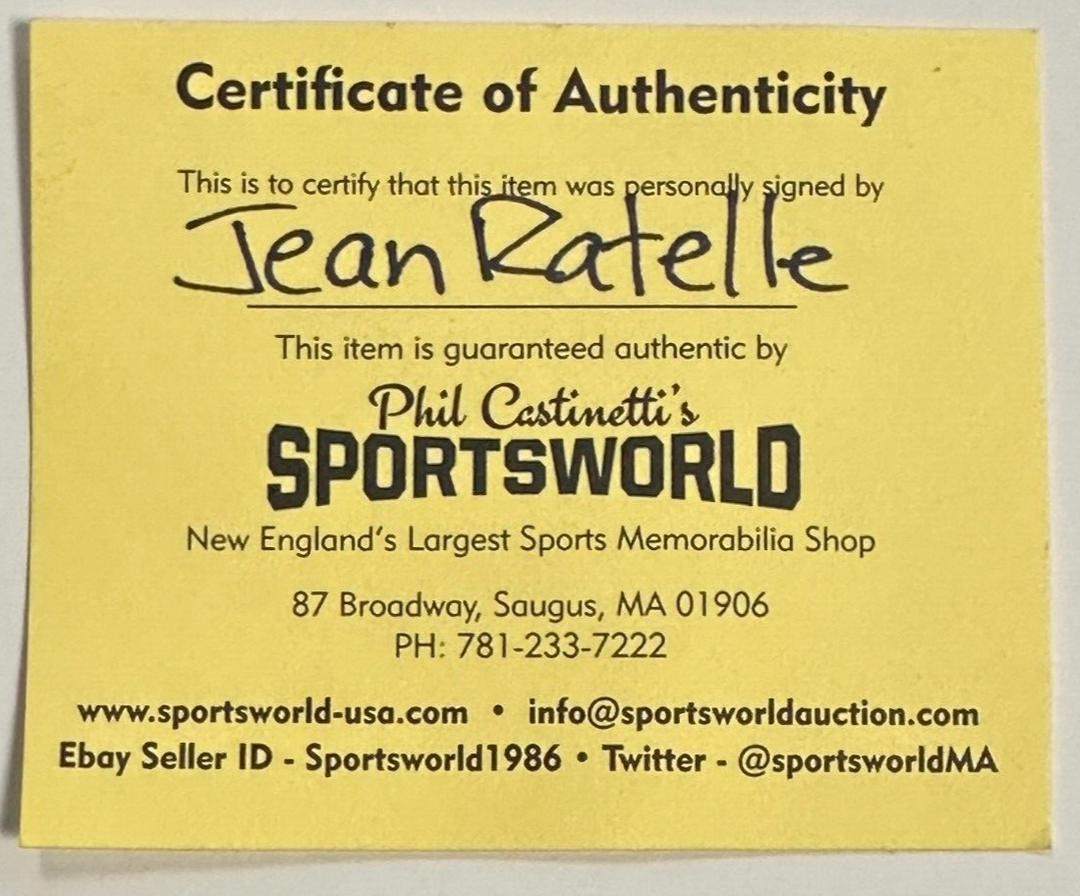 Certificate of Authenticity
This is to certify that this item was personally signed by
Jean Ratelle
This item is guaranteed authentic by
Phil Castinetti's
SPORTSWORLD
New England's Largest Sports Memorabilia Shop
87 Broadway, Saugus, MA 01906
PH: 781-233-7222
www.sportsworld-usa.com • info@sportsworldauction.com
Ebay Seller ID - Sportsworld1986 • Twitter - @sportsworldMA